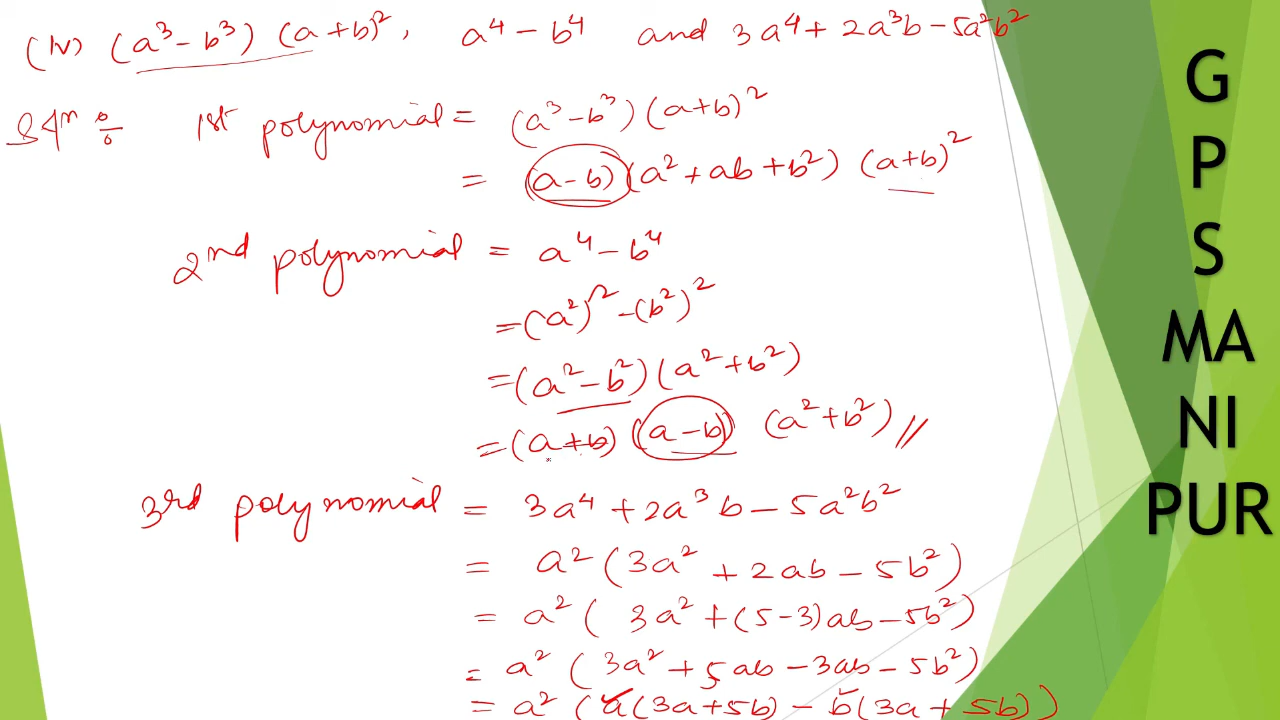 (iv) (a³ - b³) (a + b)², a⁴ - b⁴ and 3a⁴ + 2a³b - 5a²b²
Sol^n: 1st polynomial = (a³ - b³) (a+b)²
= (a - b) (a² + ab + b²) (a+b)²
2nd polynomial = a⁴ - b⁴
= (a²)² - (b²)²
= (a² - b²) (a² + b²)
= (a+b) (a - b) (a² + b²) //
3rd polynomial = 3a⁴ + 2a³b - 5a²b²
= a² (3a² + 2ab - 5b²)
= a² ( 3a² + (5-3)ab - 5b²)
= a² ( 3a² + 5ab - 3ab - 5b²)
= a² ( a(3a+5b) - b(3a + 5b))
G
P
S
MA
NI
PUR